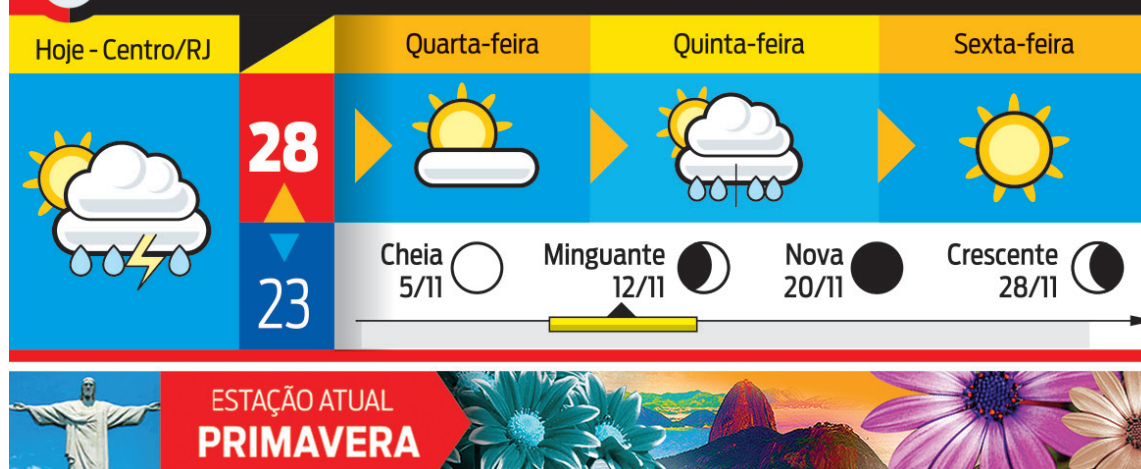 Hoje - Centro/RJ
Quarta-feira
Quinta-feira
Sexta-feira
28
23
Cheia
5/11
Minguante
12/11
Nova
20/11
Crescente
28/11
ESTAÇÃO ATUAL
PRIMAVERA